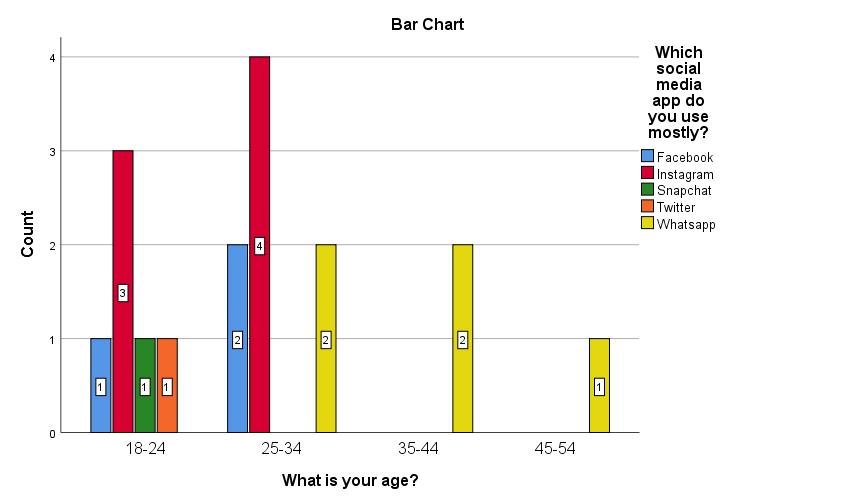 Bar Chart
Which
social
media
app do
you use
mostly?
Facebook
Instagram
Snapchat
Twitter
Whatsapp
Count
4
3
2
1
0
1
3
1
1
2
4
2
2
1
18-24
25-34
35-44
45-54
What is your age?